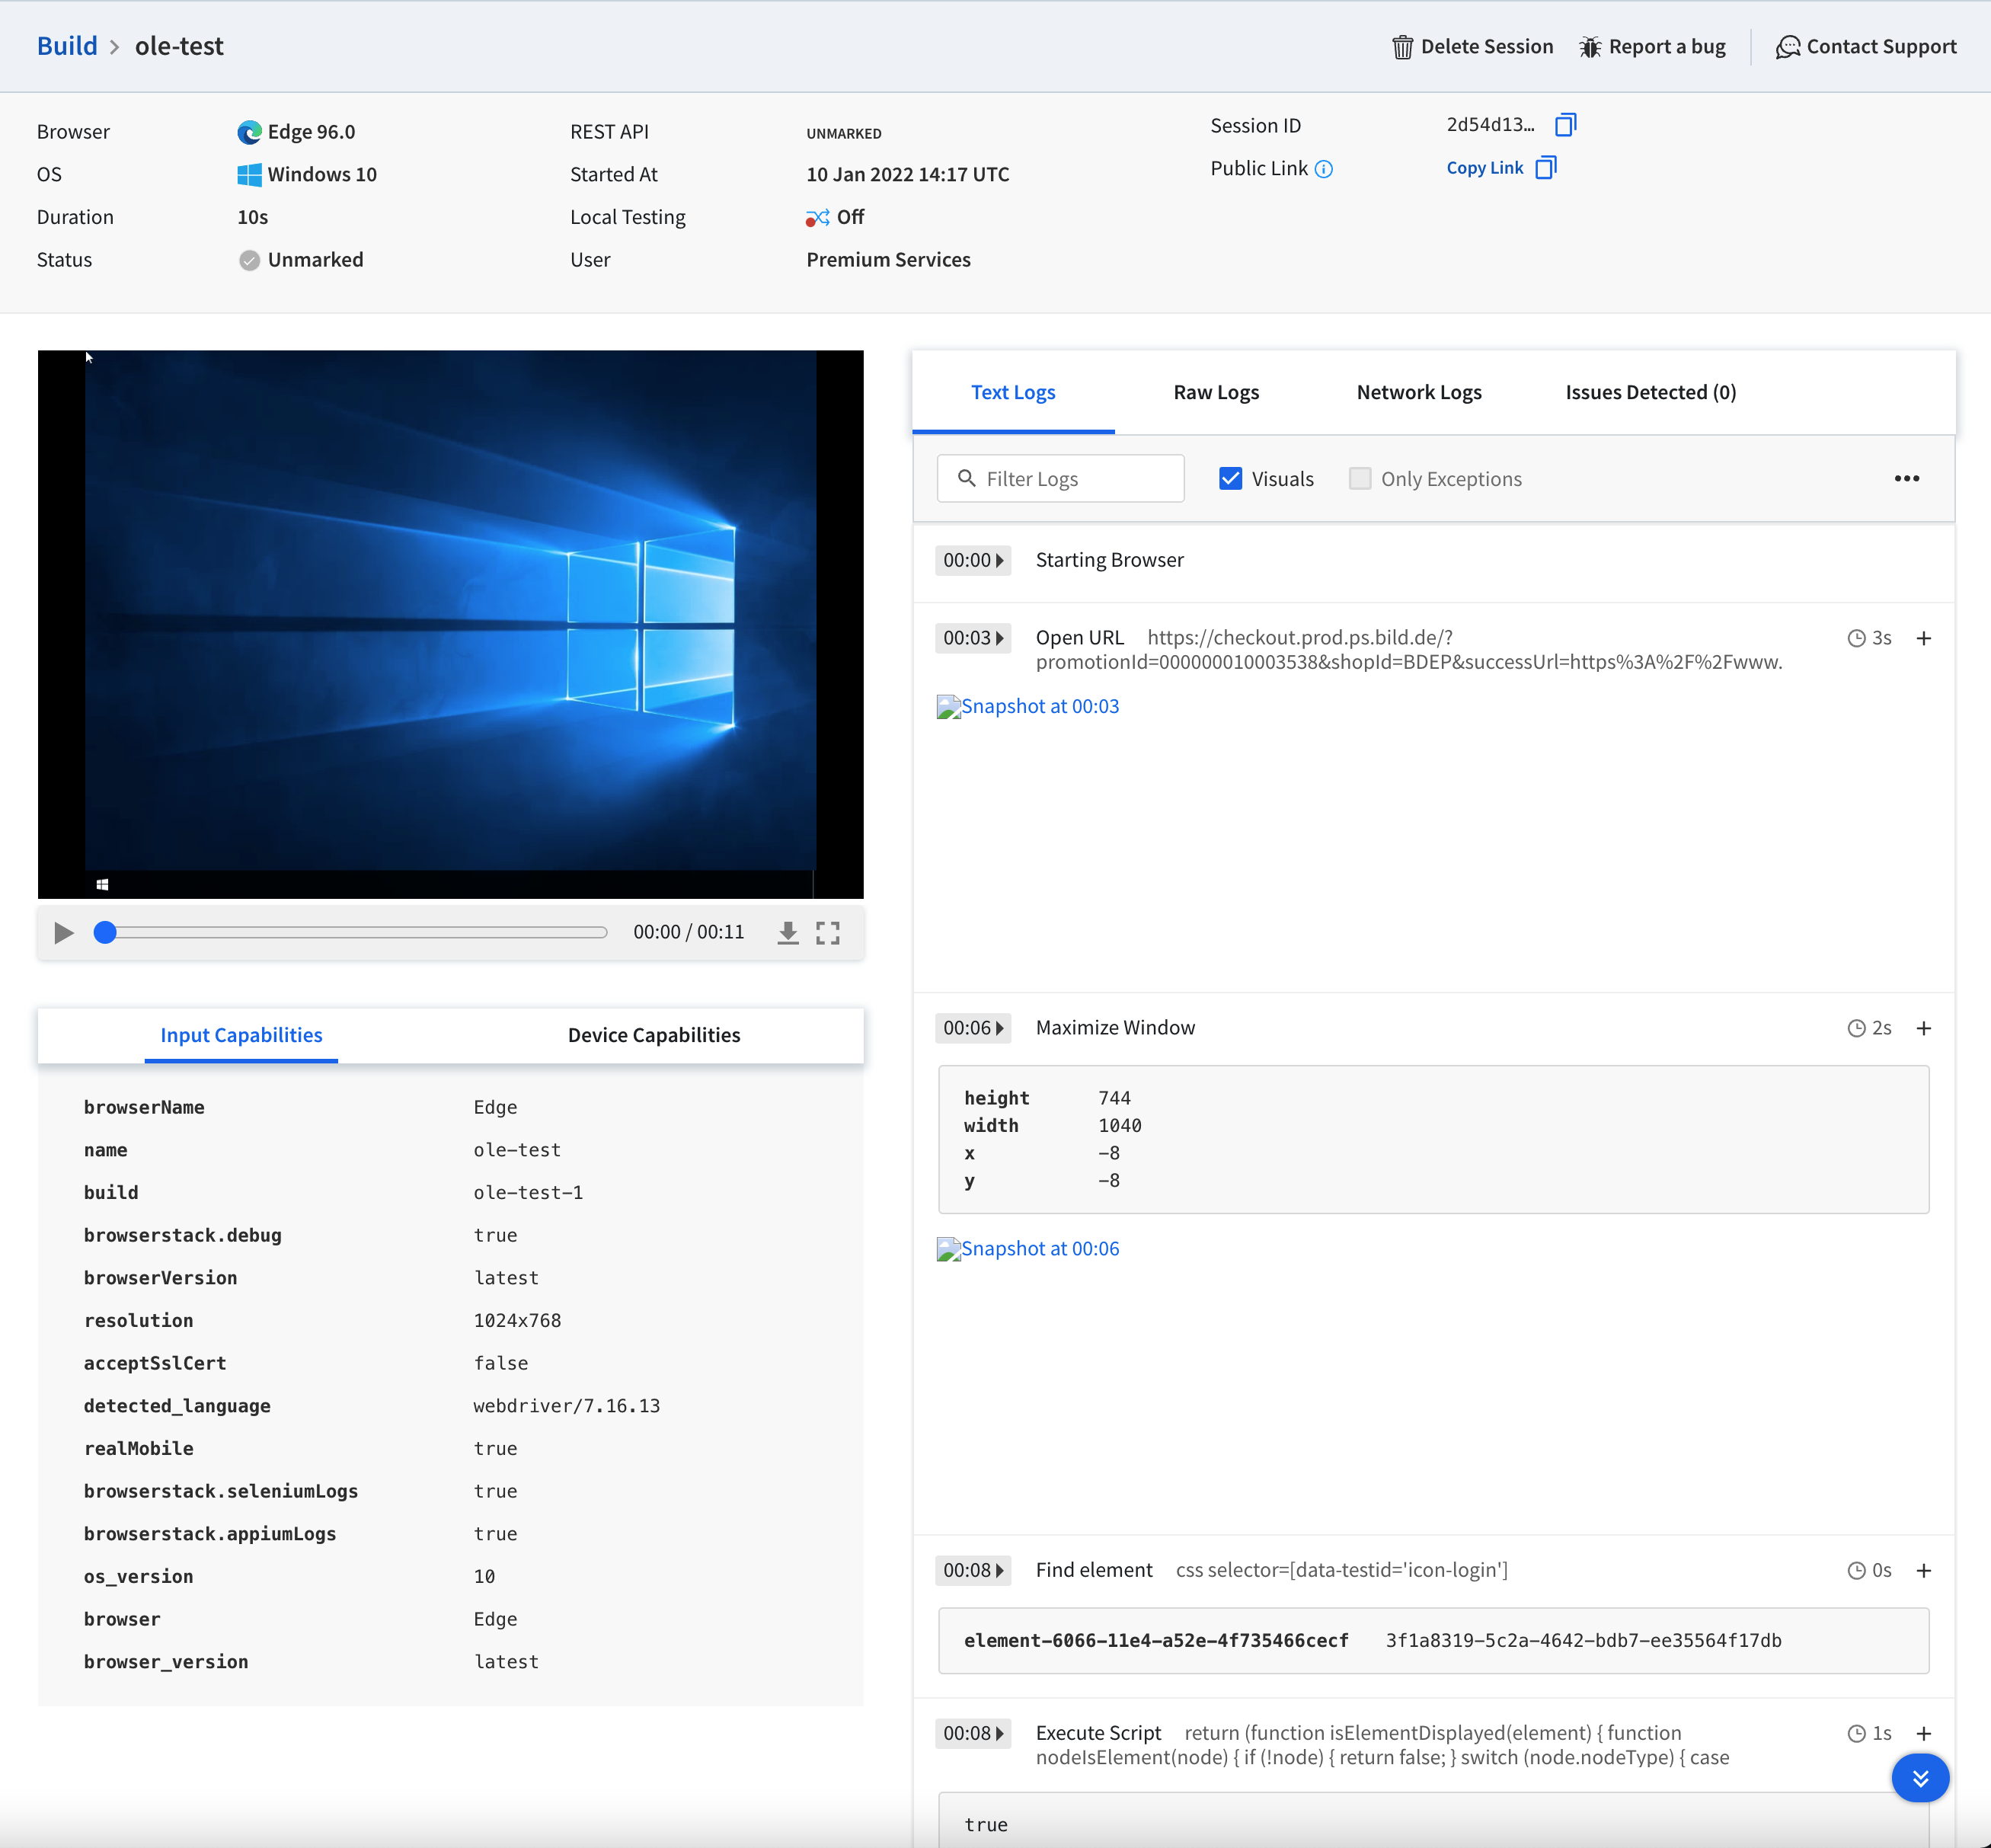 Build > ole-test
Delete Session
Report a bug
Contact Support
Browser
Edge 96.0
OS
Windows 10
Duration
10s
Status
Unmarked
REST API
UNMARKED
Started At
10 Jan 2022 14:17 UTC
Local Testing
Off
User
Premium Services
Session ID
2d54d13...
Public Link
Copy Link
00:00 / 00:11
Input Capabilities
Device Capabilities
browserName Edge
name ole-test
build ole-test-1
browserstack.debug true
browserVersion latest
resolution 1024x768
acceptSslCert false
detected_language webdriver/7.16.13
realMobile true
browserstack.seleniumLogs true
browserstack.appiumLogs true
os_version 10
browser Edge
browser_version latest
Text Logs
Raw Logs
Network Logs
Issues Detected (0)
Filter Logs
Visuals
Only Exceptions
00:00 Starting Browser
00:03 Open URL https://checkout.prod.ps.bild.de/? 3s +
promotionId=000000010003538&shopId=BDEP&successUrl=https%3A%2F%2Fwww.
Snapshot at 00:03
00:06 Maximize Window 2s +
height 744
width 1040
x -8
y -8
Snapshot at 00:06
00:08 Find element css selector=[data-testid='icon-login'] 0s +
element-6066-11e4-a52e-4f735466cecf 3f1a8319-5c2a-4642-bdb7-ee35564f17db
00:08 Execute Script return (function isElementDisplayed(element) { function 1s +
nodeIsElement(node) { if (!node) { return false; } switch (node.nodeType) { case
true